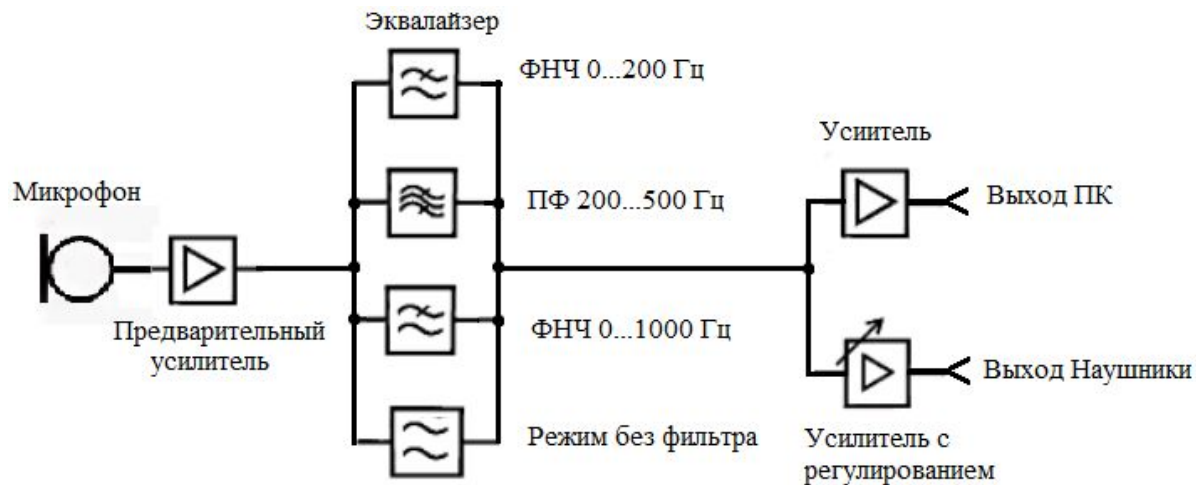 Эквалайзер
ФНЧ 0...200 Гц
Усиитель
Микрофон
ПФ 200...500 Гц
Выход ПК
Предварительный
усилитель
ФНЧ 0...1000 Гц
Выход Наушники
Режим без фильтра
Усилитель с
регулированием